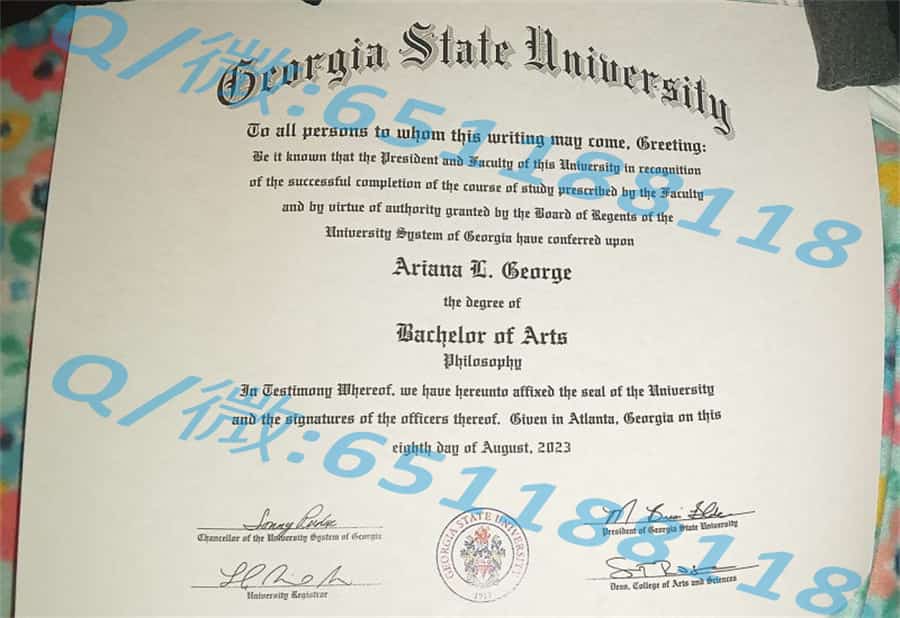 Georgia State University
To all persons to whom this writing may come, Greeting:
Be it known that the President and Faculty of this University in recognition
of the successful completion of the course of study prescribed by the Faculty
and by virtue of authority granted by the Board of Regents of the
University System of Georgia have conferred upon
Ariana L. George
the degree of
Bachelor of Arts
Philosophy
In Testimony Whereof, we have hereunto affixed the seal of the University
and the signatures of the officers thereof. Given in Atlanta, Georgia on this
eighth day of August, 2023
Sonny Perdue
Chancellor of the University System of Georgia
University Registrar
GEORGIA STATE UNIVERSITY
1913
President of Georgia State University
Dean, College of Arts and Sciences
Q/微:651188118
Q/微:651188118